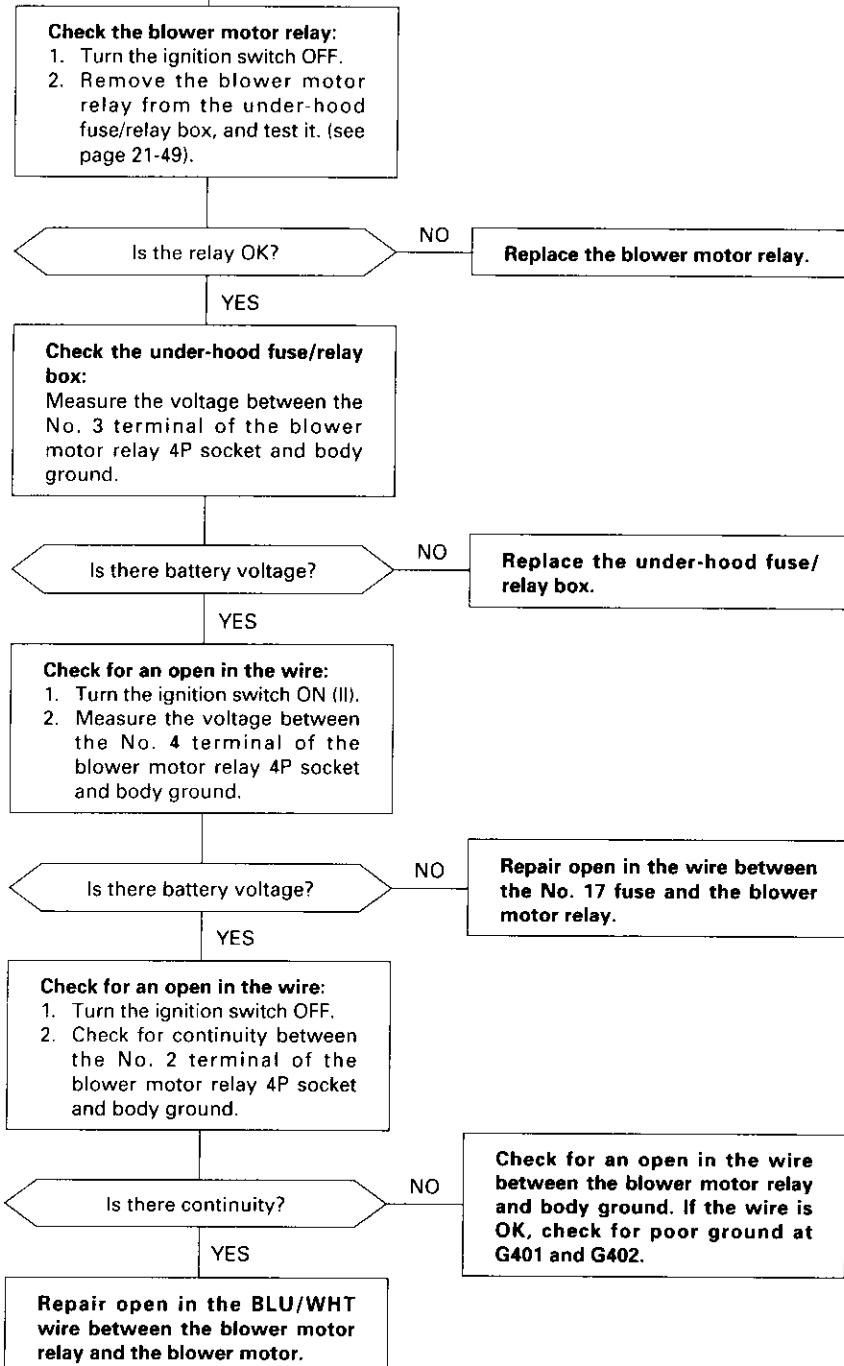 Check the blower motor relay:
1. Turn the ignition switch OFF.
2. Remove the blower motor
relay from the under-hood
fuse/relay box, and test it. (see
page 21-49).
Is the relay OK?
NO
Replace the blower motor relay.
YES
Check the under-hood fuse/relay
box:
Measure the voltage between the
No. 3 terminal of the blower
motor relay 4P socket and body
ground.
Is there battery voltage?
NO
Replace the under-hood fuse/
relay box.
YES
Check for an open in the wire:
1. Turn the ignition switch ON (II).
2. Measure the voltage between
the No. 4 terminal of the
blower motor relay 4P socket
and body ground.
Is there battery voltage?
NO
Repair open in the wire between
the No. 17 fuse and the blower
motor relay.
YES
Check for an open in the wire:
1. Turn the ignition switch OFF.
2. Check for continuity between
the No. 2 terminal of the
blower motor relay 4P socket
and body ground.
Is there continuity?
NO
Check for an open in the wire
between the blower motor relay
and body ground. If the wire is
OK, check for poor ground at
G401 and G402.
YES
Repair open in the BLU/WHT
wire between the blower motor
relay and the blower motor.